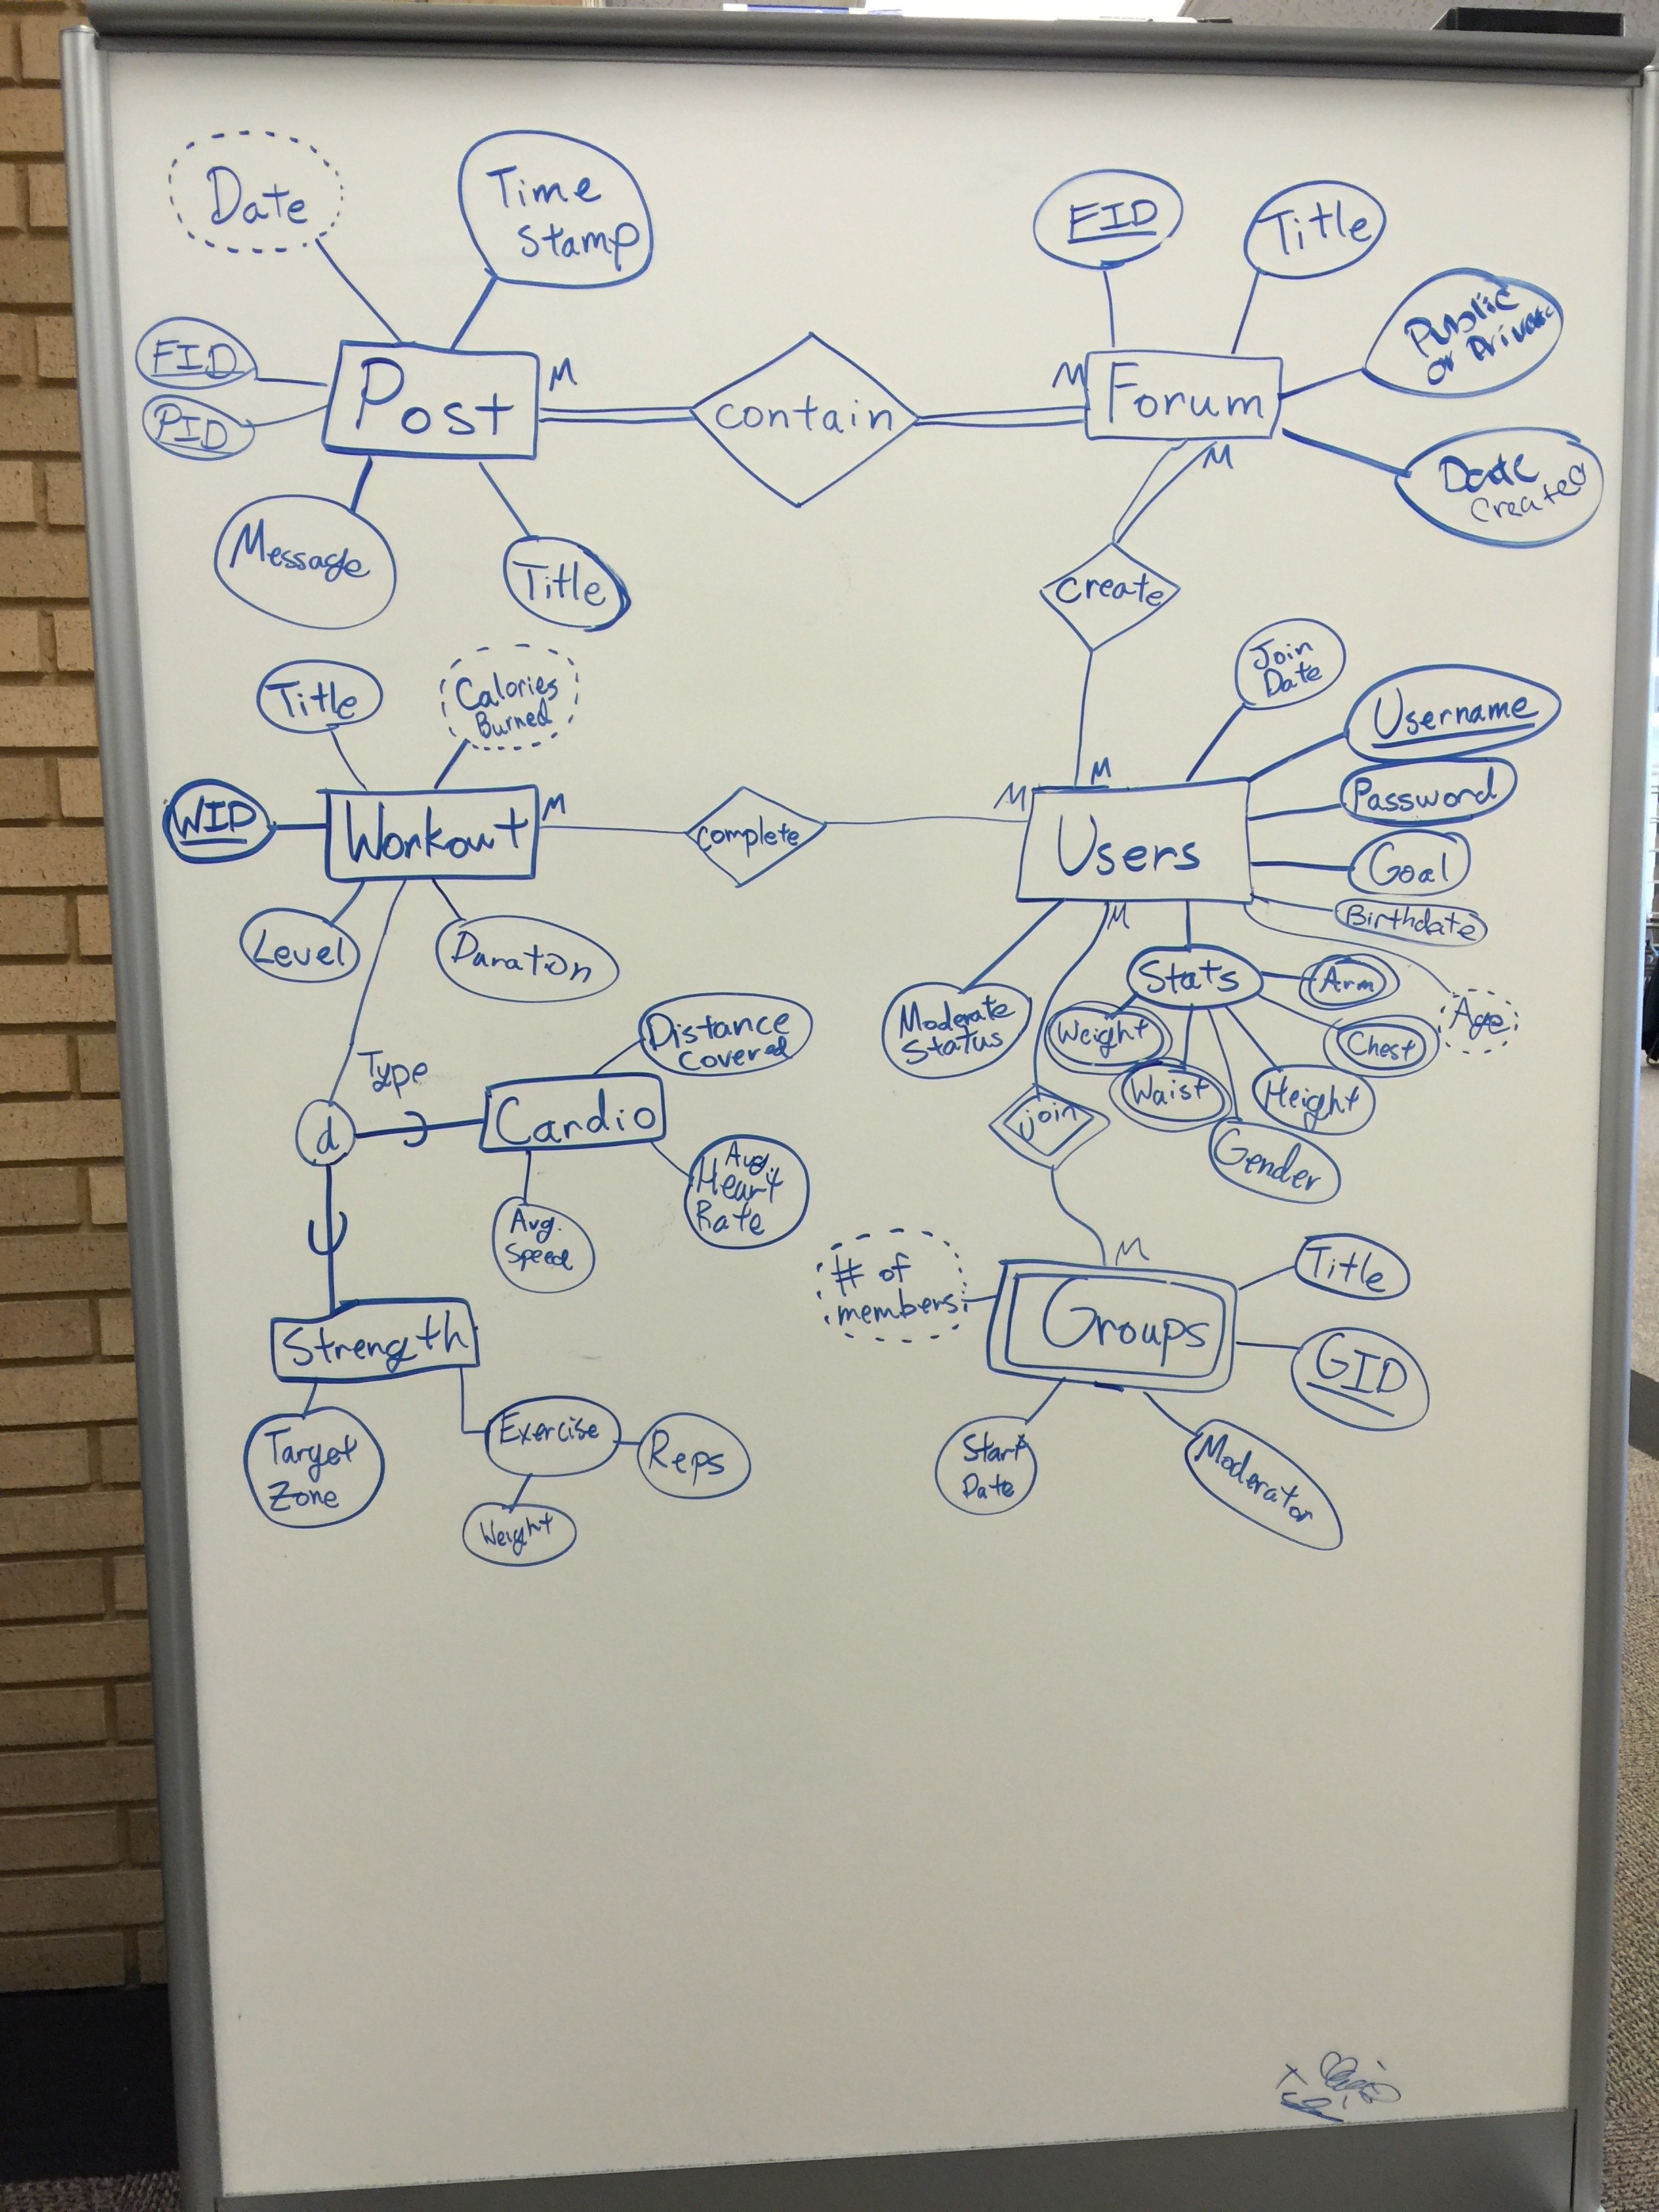 Date
Time
Stamp
FID
Title
Public
or Private
FID
PID
Post
M
contain
M
Forum
Date
Created
M
Message
Title
create
Join
Date
Title
Calories
Burned
Username
WID
Workout
M
complete
M
M
Users
Password
Goal
Birthdate
Level
Duraton
M
Stats
Arm
Age
Moderate
Status
Weight
Chest
Waist
Height
Gender
Type
Distance
Covered
d
Cardio
join
Avg.
Heart
Rate
Avg.
Speed
# of
members
M
Groups
Title
GID
Strength
Target
Zone
Exercise
Reps
Weight
Start
Date
Moderator